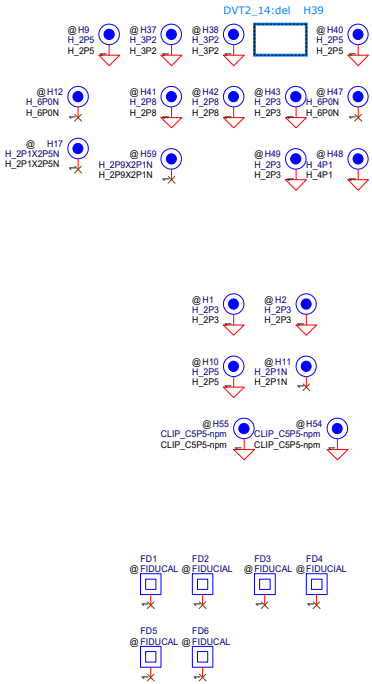 DVT2_14:del H39
@ H9 @ H37 @ H38 @ H40
H_2P5 H_3P2 H_3P2 H_2P5
H_2P5 H_3P2 H_3P2 H_2P5
@ H12 @ H41 @ H42 @ H43 @ H47
H_6P0N H_2P8 H_2P8 H_2P3 H_6P0N
H_6P0N H_2P8 H_2P8 H_2P3 H_6P0N
@ H17 @ H59 @ H49 @ H48
H_2P1X2P5N H_2P9X2P1N H_2P3 H_4P1
H_2P1X2P5N H_2P9X2P1N H_2P3 H_4P1
@ H1 @ H2
H_2P3 H_2P3
H_2P3 H_2P3
@ H10 @ H11
H_2P5 H_2P1N
H_2P5 H_2P1N
@ H55 @ H54
CLIP_C5P5-npm CLIP_C5P5-npm
CLIP_C5P5-npm CLIP_C5P5-npm
FD1 FD2 FD3 FD4
@ FIDUCAL @ FIDUCIAL @ FIDUCAL @ FIDUCIAL
FD5 FD6
@ FIDUCAL @ FIDUCAL